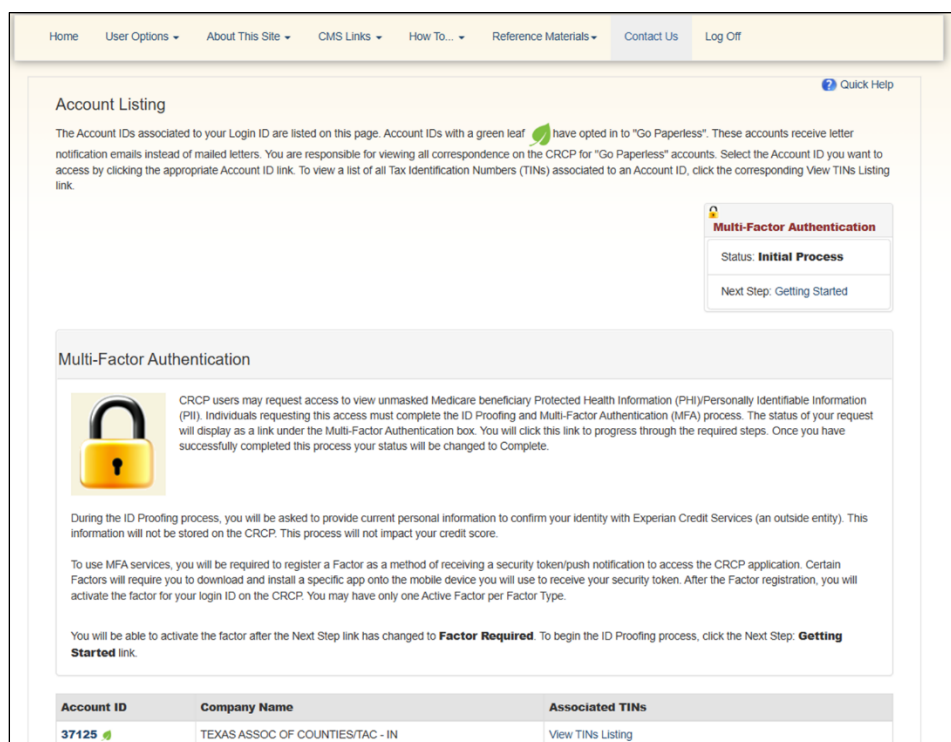 Home User Options About This Site CMS Links How To... Reference Materials Contact Us Log Off
Quick Help
Account Listing
The Account IDs associated to your Login ID are listed on this page. Account IDs with a green leaf have opted in to "Go Paperless". These accounts receive letter
notification emails instead of mailed letters. You are responsible for viewing all correspondence on the CRCP for "Go Paperless" accounts. Select the Account ID you want to
access by clicking the appropriate Account ID link. To view a list of all Tax Identification Numbers (TINs) associated to an Account ID, click the corresponding View TINs Listing
link.
Multi-Factor Authentication
Status: Initial Process
Next Step: Getting Started
Multi-Factor Authentication
CRCP users may request access to view unmasked Medicare beneficiary Protected Health Information (PHI)/Personally Identifiable Information
(PII). Individuals requesting this access must complete the ID Proofing and Multi-Factor Authentication (MFA) process. The status of your request
will display as a link under the Multi-Factor Authentication box. You will click this link to progress through the required steps. Once you have
successfully completed this process your status will be changed to Complete.
During the ID Proofing process, you will be asked to provide current personal information to confirm your identity with Experian Credit Services (an outside entity). This
information will not be stored on the CRCP. This process will not impact your credit score.
To use MFA services, you will be required to register a Factor as a method of receiving a security token/push notification to access the CRCP application. Certain
Factors will require you to download and install a specific app onto the mobile device you will use to receive your security token. After the Factor registration, you will
activate the factor for your login ID on the CRCP. You may have only one Active Factor per Factor Type.
You will be able to activate the factor after the Next Step link has changed to Factor Required. To begin the ID Proofing process, click the Next Step: Getting
Started link.
Account ID Company Name Associated TINs
37125 TEXAS ASSOC OF COUNTIES/TAC - IN View TINs Listing